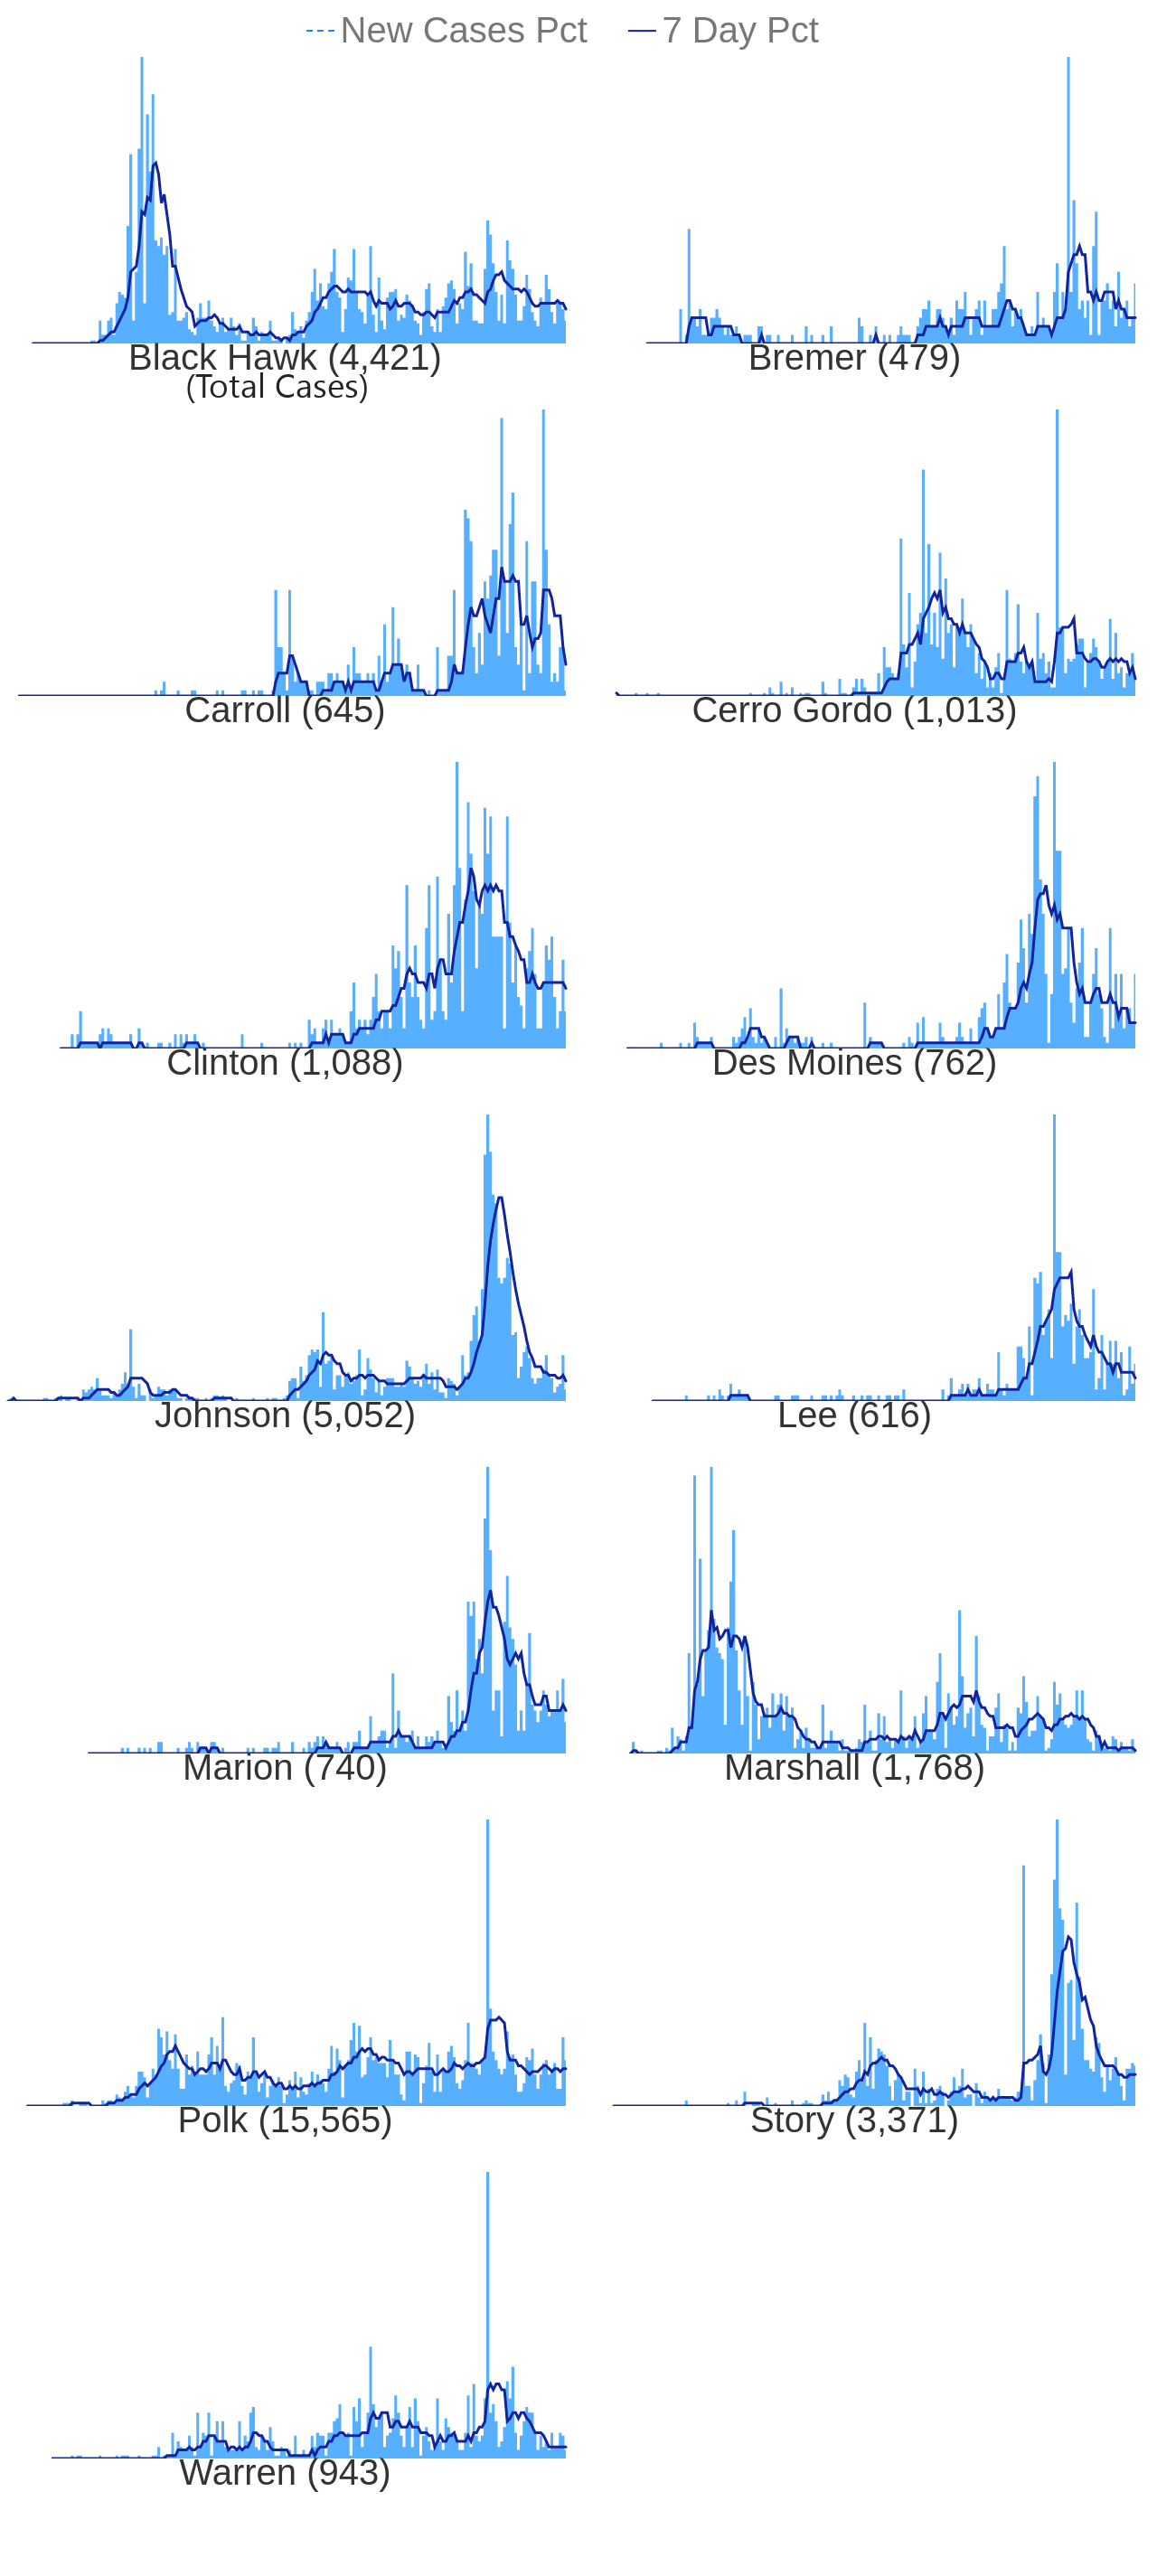 New Cases Pct 7 Day Pct
Black Hawk (4,421) Bremer (479)
(Total Cases)
Carroll (645) Cerro Gordo (1,013)
Clinton (1,088) Des Moines (762)
Johnson (5,052) Lee (616)
Marion (740) Marshall (1,768)
Polk (15,565) Story (3,371)
Warren (943)